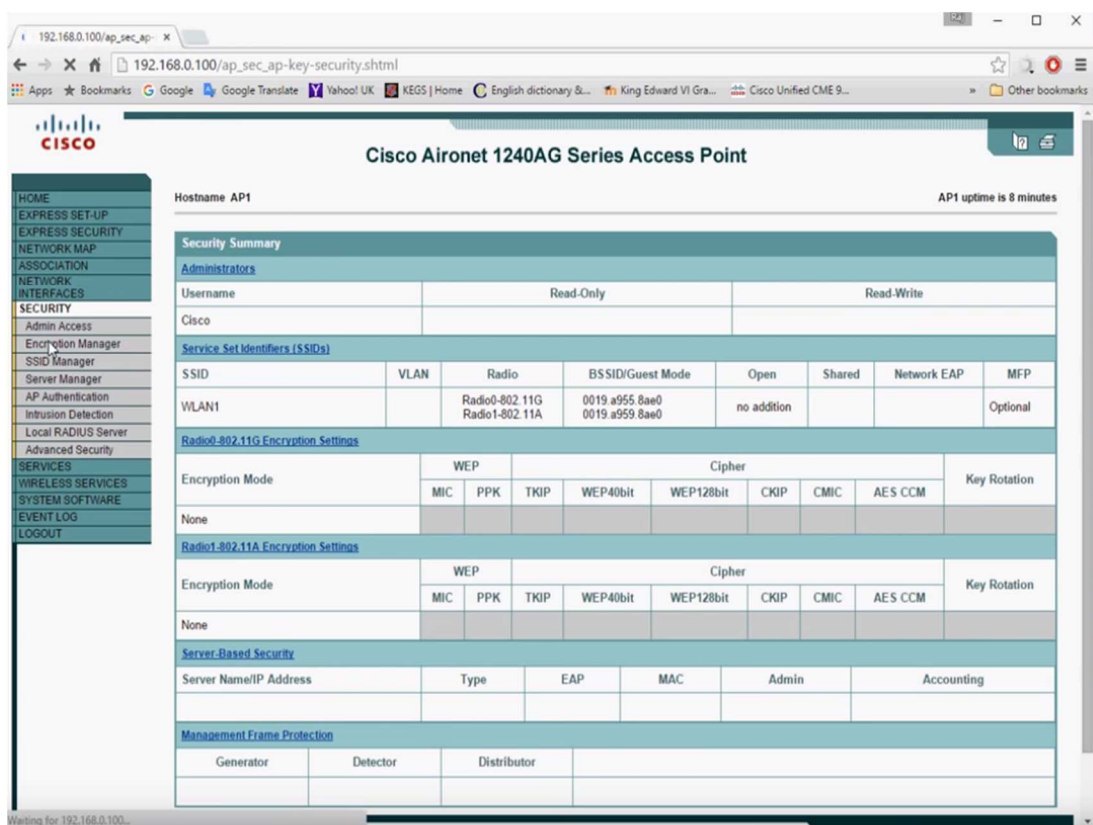 192.168.0.100/ap_sec_ap-
192.168.0.100/ap_sec_ap-key-security.shtml
Apps Bookmarks Google Google Translate Yahoo! UK KEGS | Home English dictionary &... King Edward VI Gra... Cisco Unified CME 9... » Other bookmarks
CISCO
Cisco Aironet 1240AG Series Access Point
HOME
EXPRESS SET-UP
EXPRESS SECURITY
NETWORK MAP
ASSOCIATION
NETWORK
INTERFACES
SECURITY
Admin Access
Encryption Manager
SSID Manager
Server Manager
AP Authentication
Intrusion Detection
Local RADIUS Server
Advanced Security
SERVICES
WIRELESS SERVICES
SYSTEM SOFTWARE
EVENT LOG
LOGOUT
Hostname AP1 AP1 uptime is 8 minutes
Security Summary
Administrators
Username Read-Only Read-Write
Cisco
Service Set Identifiers (SSIDs)
SSID VLAN Radio BSSID/Guest Mode Open Shared Network EAP MFP
WLAN1 Radio0-802.11G 0019.a955.8ae0 no addition Optional
Radio1-802.11A 0019.a959.8ae0
Radio0-802.11G Encryption Settings
Encryption Mode WEP Cipher Key Rotation
MIC PPK TKIP WEP40bit WEP128bit CKIP CMIC AES CCM
None
Radio1-802.11A Encryption Settings
Encryption Mode WEP Cipher Key Rotation
MIC PPK TKIP WEP40bit WEP128bit CKIP CMIC AES CCM
None
Server-Based Security
Server Name/IP Address Type EAP MAC Admin Accounting
Management Frame Protection
Generator Detector Distributor
Waiting for 192.168.0.100...